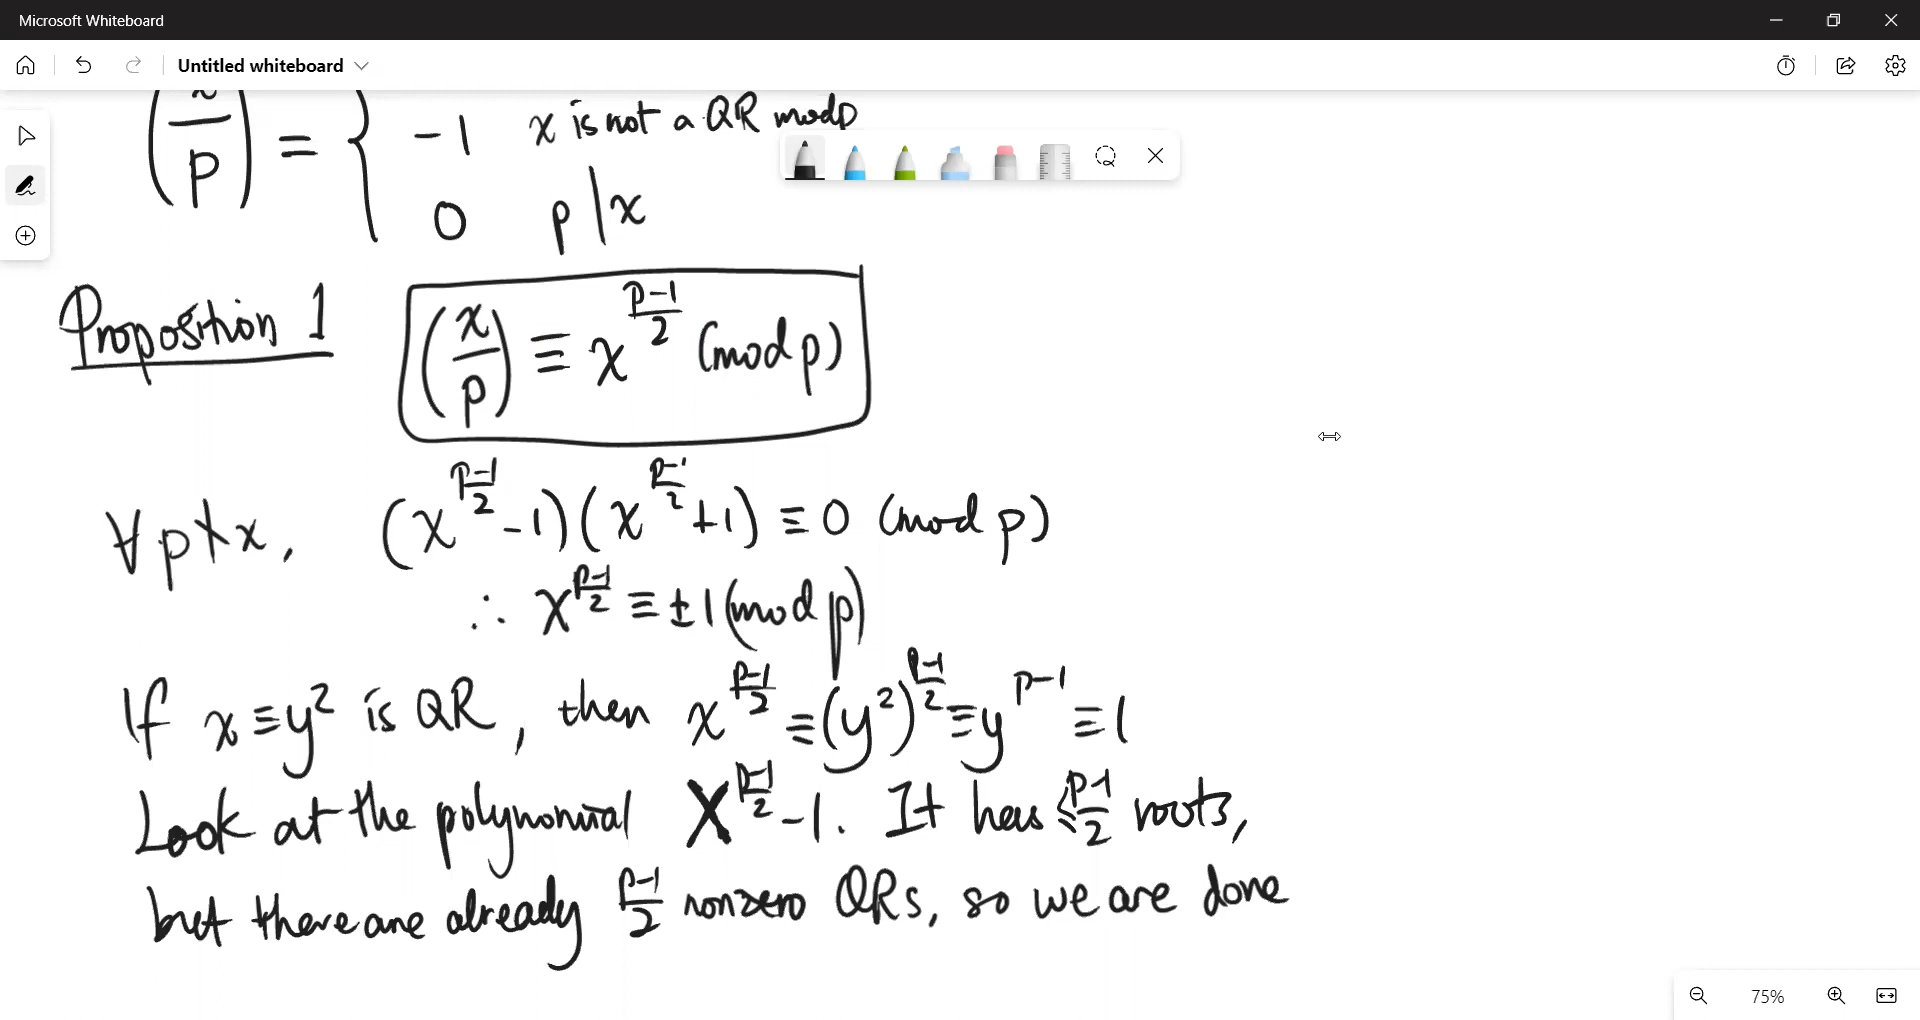 Microsoft Whiteboard
Untitled whiteboard
(x/p) = { -1 x is not a QR mod p
0 p|x
Proposition 1 (x/p) ≡ x^((p-1)/2) (mod p)
∀ p∤x, (x^((p-1)/2) - 1)(x^((p-1)/2) + 1) ≡ 0 (mod p)
∴ x^((p-1)/2) ≡ ±1 (mod p)
If x ≡ y² is QR, then x^((p-1)/2) ≡ (y²)^((p-1)/2) ≡ y^(p-1) ≡ 1
Look at the polynomial X^((p-1)/2) - 1. It has ≤ (p-1)/2 roots,
but there are already (p-1)/2 nonzero QRs, so we are done
75%